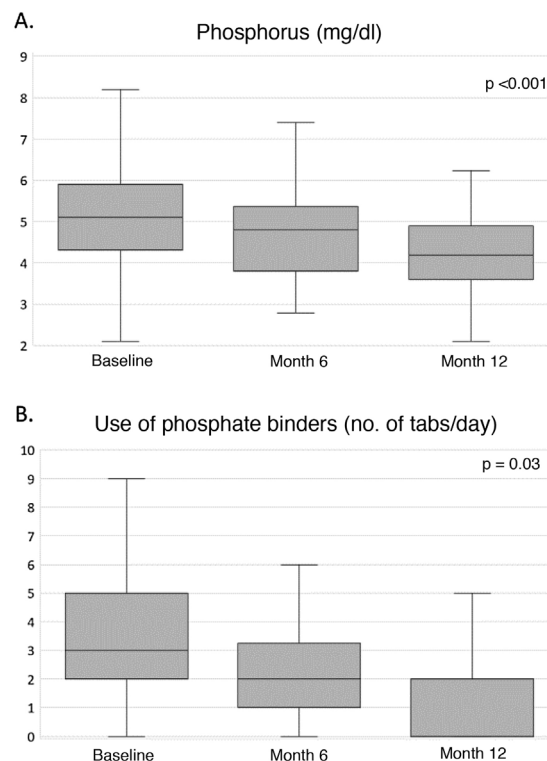 A.
Phosphorus (mg/dl)
9
p <0.001
8
7
6
5
4
3
2
Baseline Month 6 Month 12
B.
Use of phosphate binders (no. of tabs/day)
10
p = 0.03
9
8
7
6
5
4
3
2
1
0
Baseline Month 6 Month 12